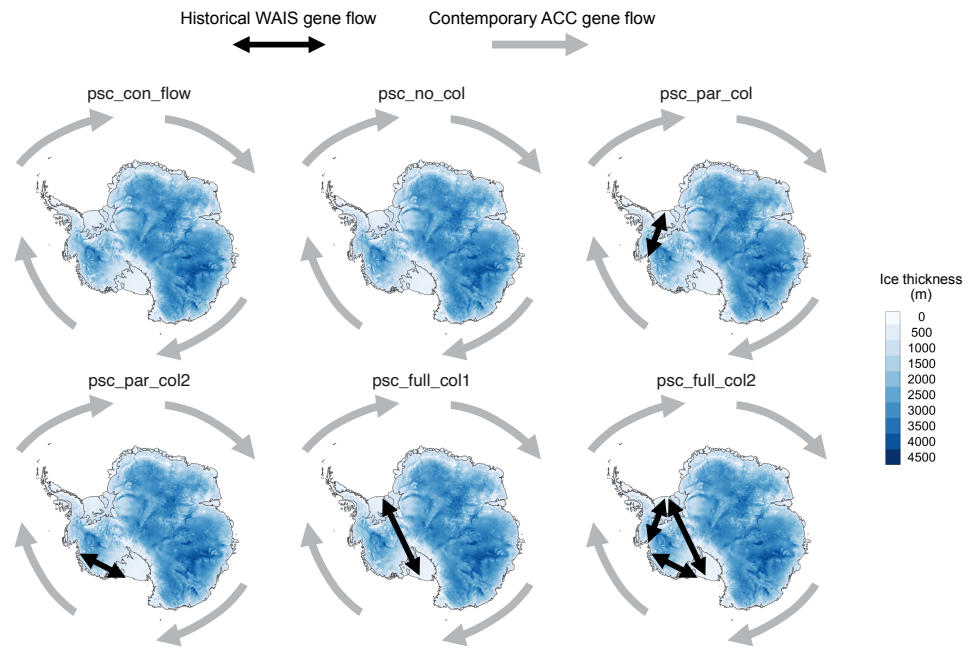 Historical WAIS gene flow
Contemporary ACC gene flow
psc_con_flow
psc_no_col
psc_par_col
Ice thickness
(m)
0
500
1000
1500
2000
2500
3000
3500
4000
4500
psc_par_col2
psc_full_col1
psc_full_col2